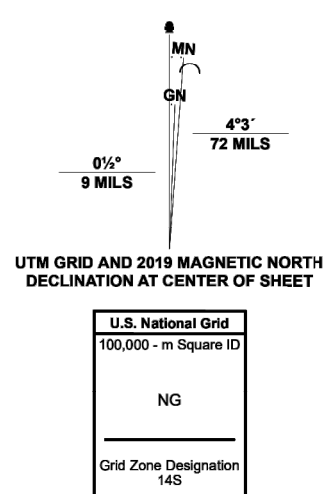 MN
GN
4°3´
72 MILS
0½°
9 MILS
UTM GRID AND 2019 MAGNETIC NORTH
DECLINATION AT CENTER OF SHEET
U.S. National Grid
100,000 - m Square ID
NG
Grid Zone Designation
14S